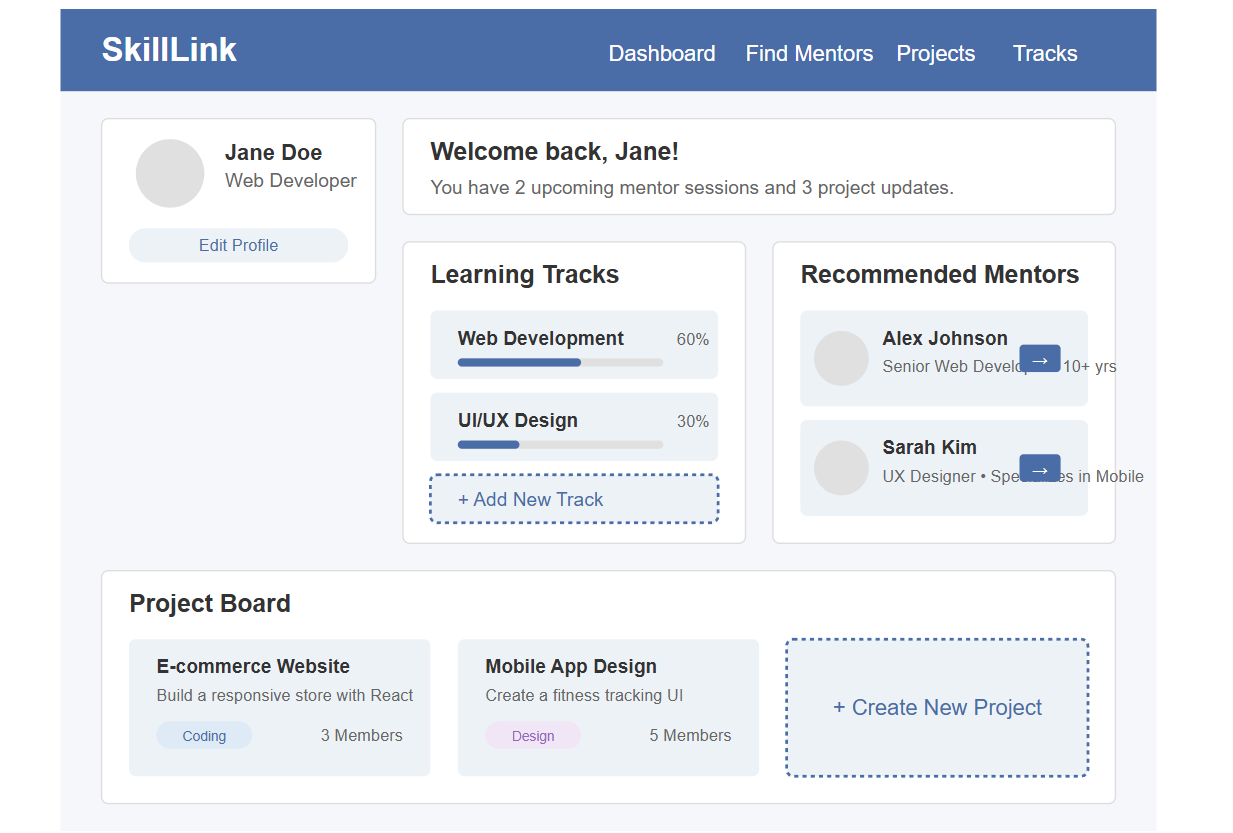 SkillLink
Dashboard Find Mentors Projects Tracks
Jane Doe
Web Developer
Edit Profile
Welcome back, Jane!
You have 2 upcoming mentor sessions and 3 project updates.
Learning Tracks
Web Development 60%
UI/UX Design 30%
+ Add New Track
Recommended Mentors
Alex Johnson
→
Senior Web 10+ yrs
Sarah Kim
→
UX Designer • in Mobile
Project Board
E-commerce Website
Build a responsive store with React
Coding 3 Members
Mobile App Design
Create a fitness tracking UI
Design 5 Members
+ Create New Project